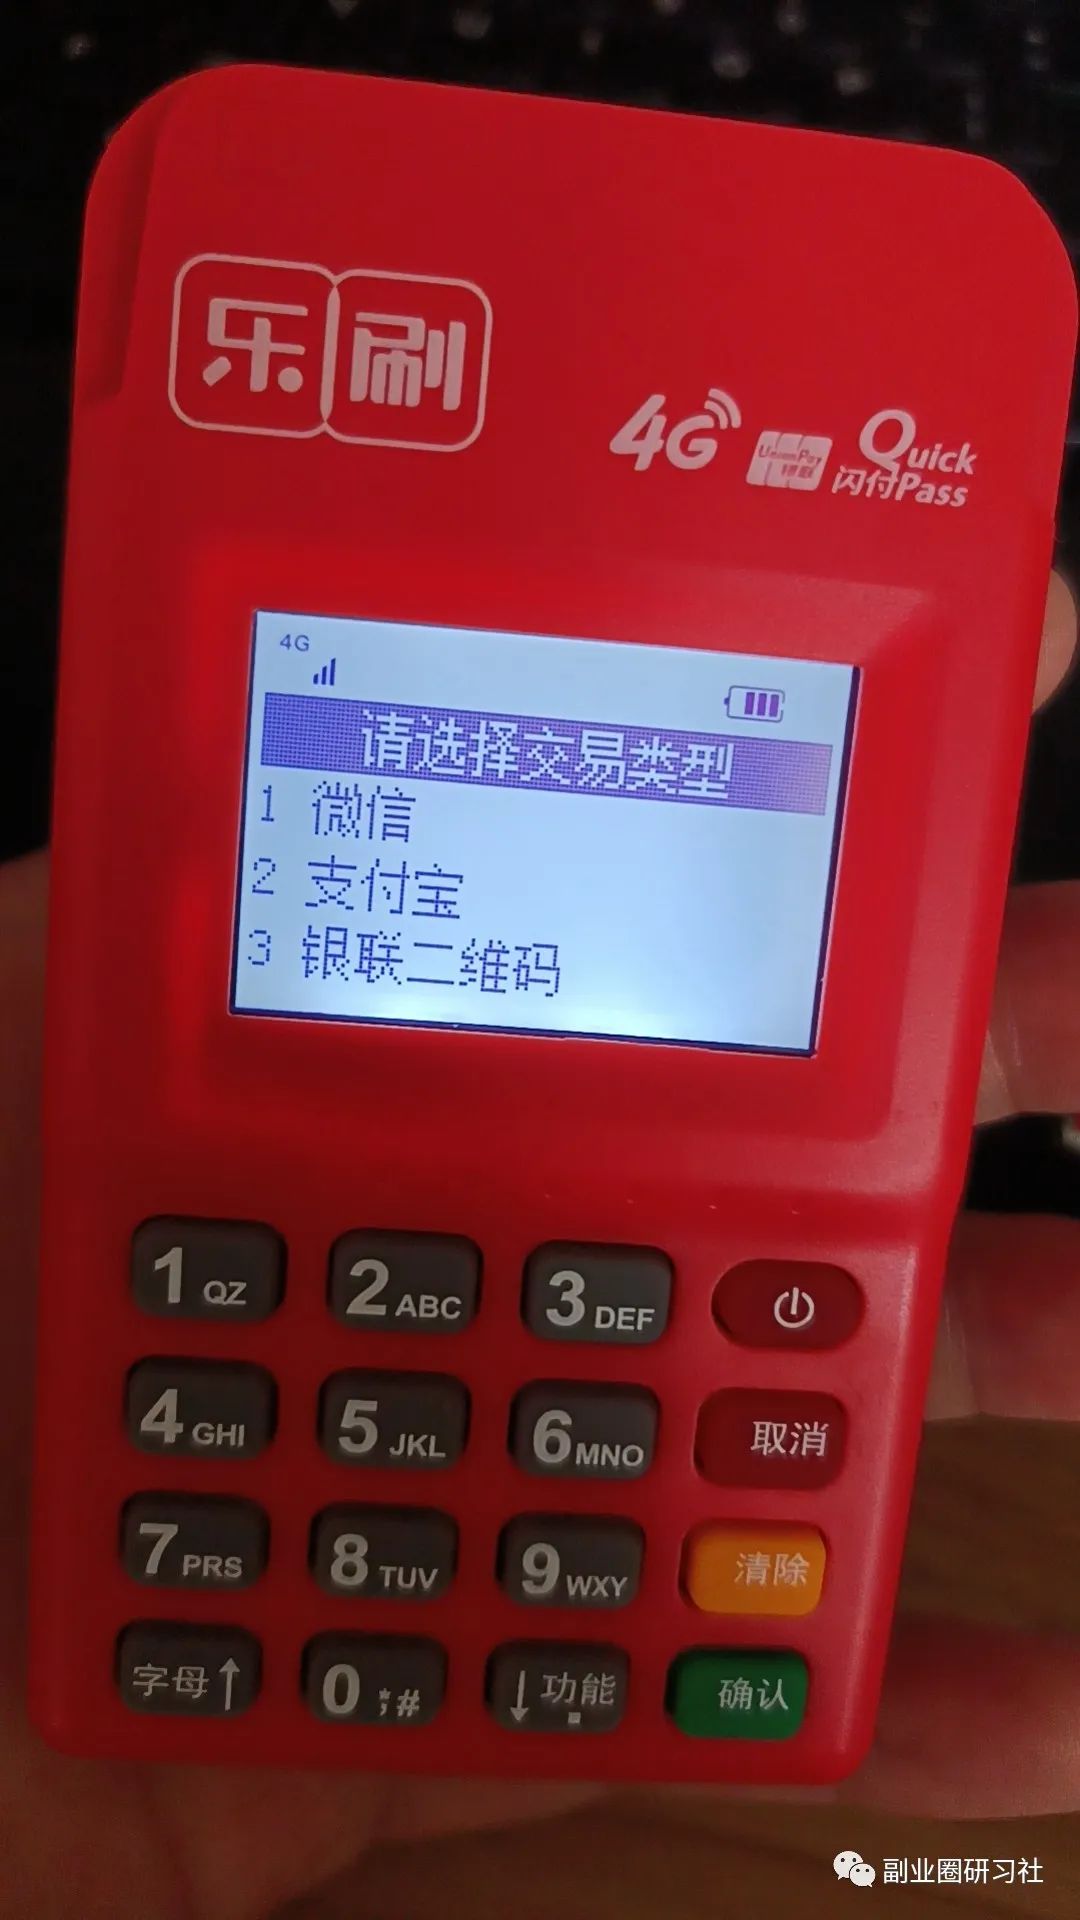 乐刷
4G UnionPay 银联 Quick
闪付Pass
4G
请选择交易类型
1 微信
2 支付宝
3 银联二维码
1 QZ 2 ABC 3 DEF
4 GHI 5 JKL 6 MNO 取消
7 PRS 8 TUV 9 WXY 清除
字母↑ 0 ;*# ↓功能 . 确认
副业圈研习社